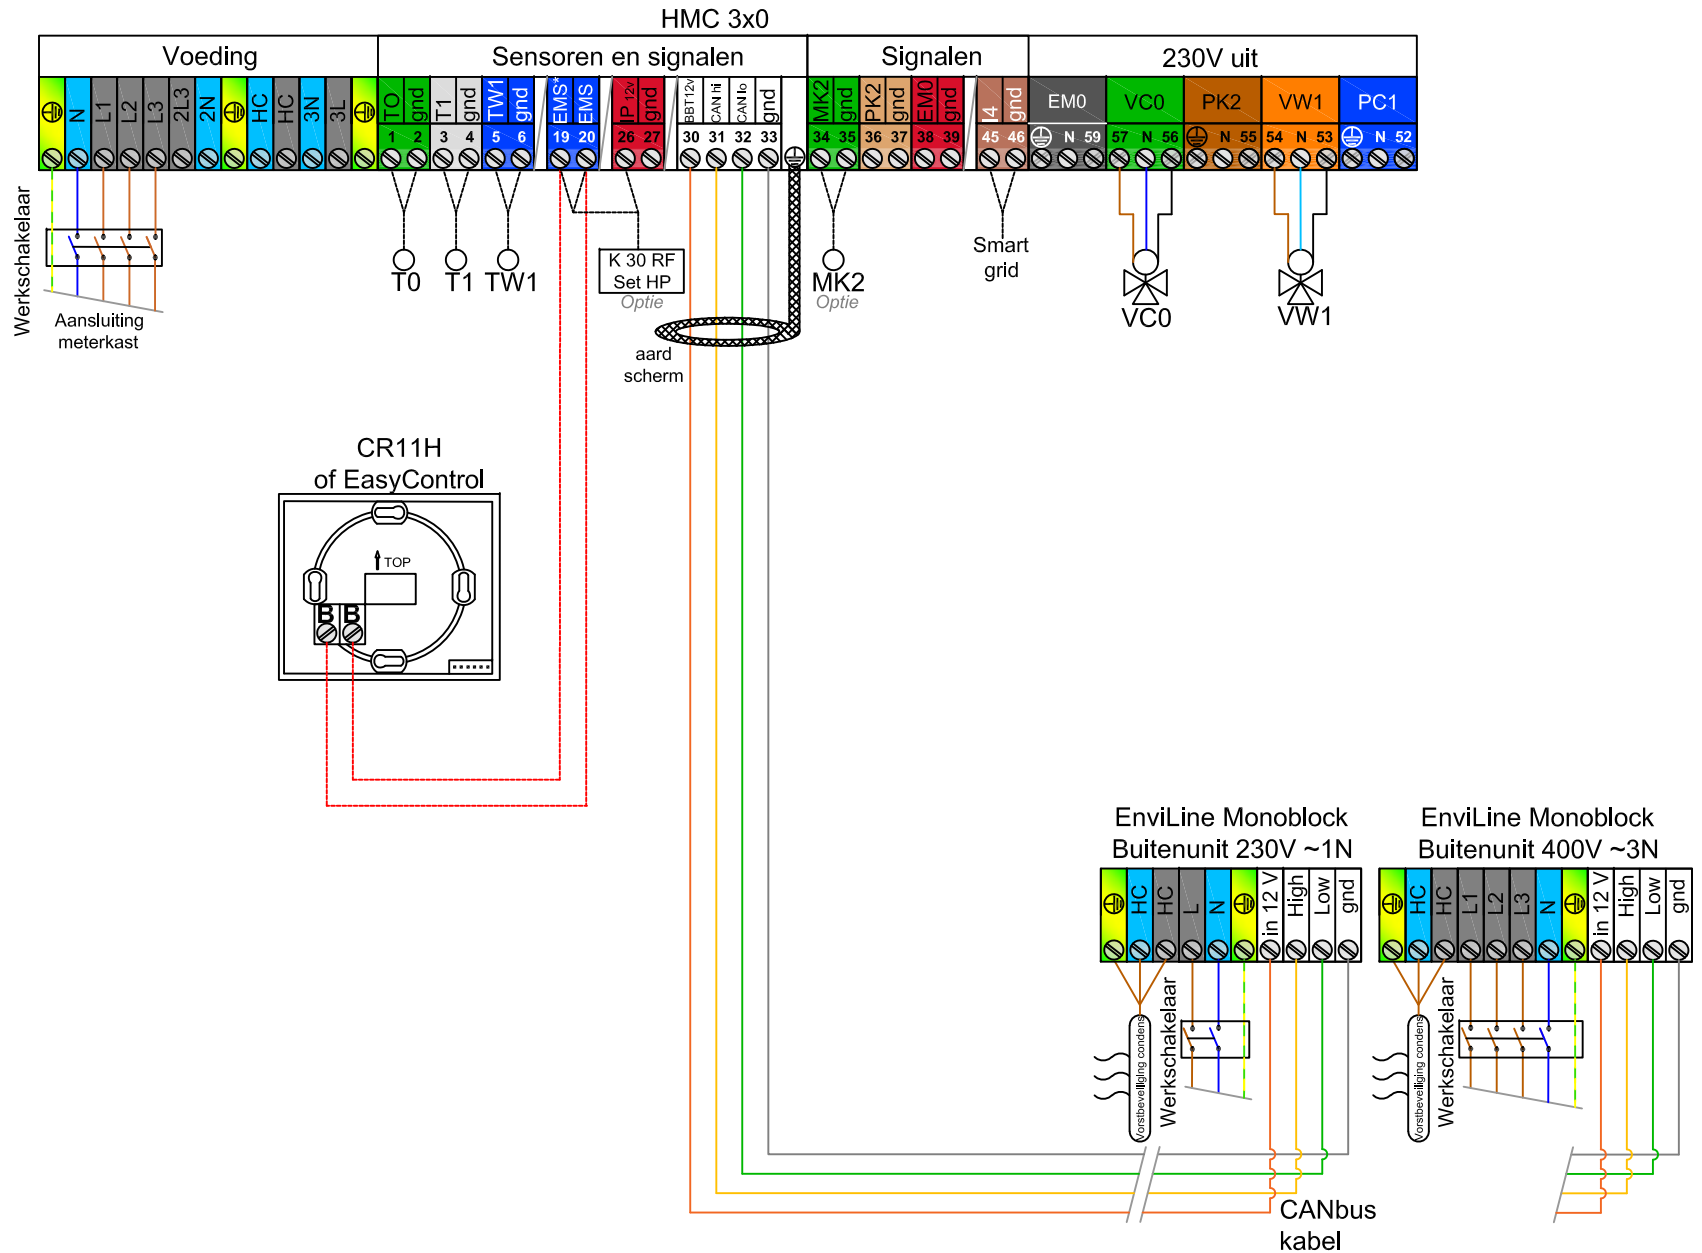 HMC 3x0
Voeding Sensoren en signalen Signalen 230V uit
N L1 L2 L3 2L3 2N HC HC 3N 3L TO gnd T1 gnd TW1 gnd EMS* EMS IP 12v gnd BBT12v CAN hi CAN lo gnd MK2 gnd PK2 gnd EM0 gnd I4 gnd EM0 VC0 PK2 VW1 PC1
1 2 3 4 5 6 19 20 26 27 30 31 32 33 34 35 36 37 38 39 45 46 N 59 57 N 56 N 55 54 N 53 N 52
Werkschakelaar
Aansluiting
meterkast
T0 T1 TW1
K 30 RF
Set HP
Optie
aard
scherm
MK2
Optie
Smart
grid
VC0
VW1
CR11H
of EasyControl
TOP
B B
EnviLine Monoblock
Buitenunit 230V ~1N
HC HC L N in 12 V High Low gnd
Vorstbeveiliging condens
Werkschakelaar
EnviLine Monoblock
Buitenunit 400V ~3N
HC HC L1 L2 L3 N in 12 V High Low gnd
Vorstbeveiliging condens
Werkschakelaar
CANbus
kabel